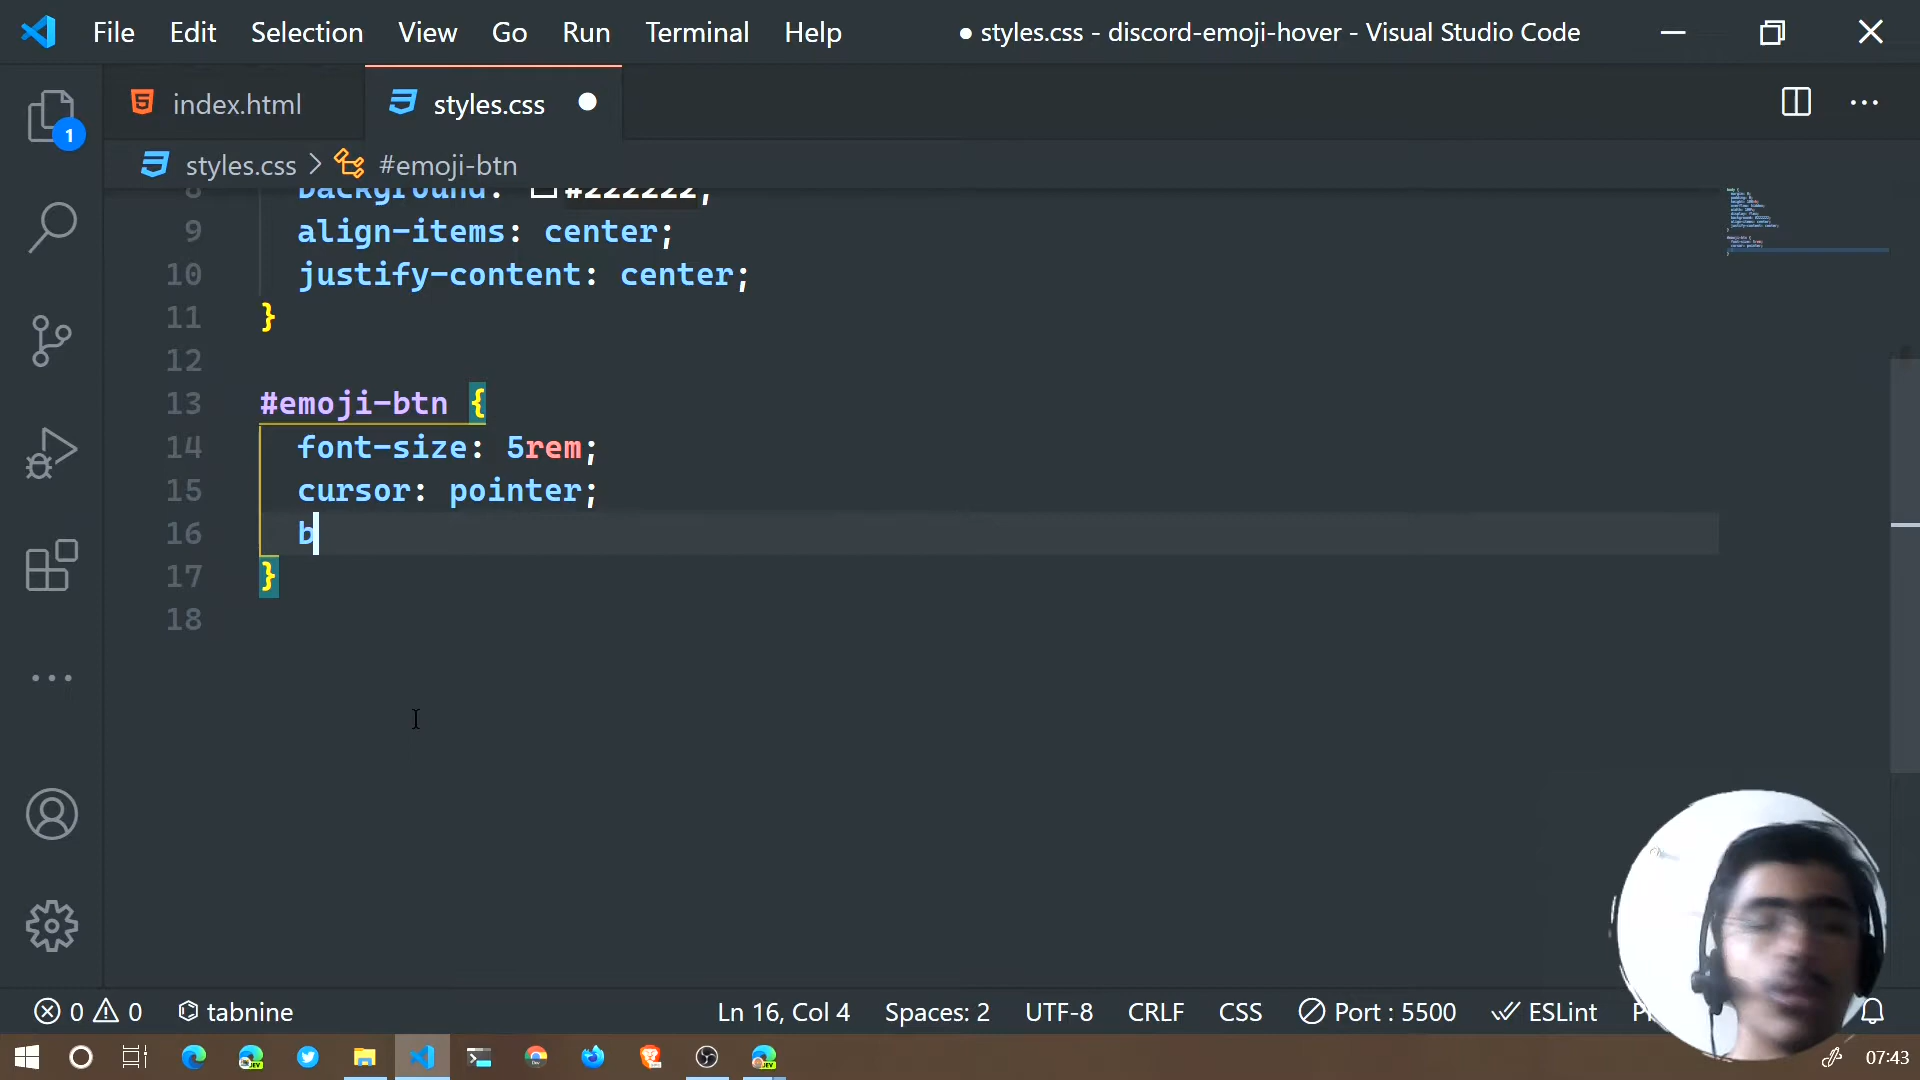 File Edit Selection View Go Run Terminal Help
● styles.css - discord-emoji-hover - Visual Studio Code
index.html
styles.css
1
styles.css > #emoji-btn
8 background: #222222;
9 align-items: center;
10 justify-content: center;
11 }
12
13 #emoji-btn {
14 font-size: 5rem;
15 cursor: pointer;
16 b
17 }
18
0 0 tabnine
Ln 16, Col 4 Spaces: 2 UTF-8 CRLF CSS Port : 5500 ESLint
07:43